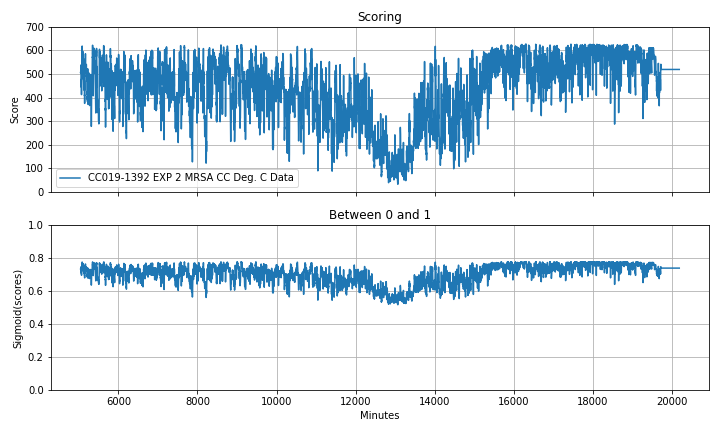 Scoring
700
600
500
400
300
200
100
0
Score
CC019-1392 EXP 2 MRSA CC Deg. C Data
Between 0 and 1
1.0
0.8
0.6
0.4
0.2
0.0
Sigmoid(scores)
6000 8000 10000 12000 14000 16000 18000 20000
Minutes